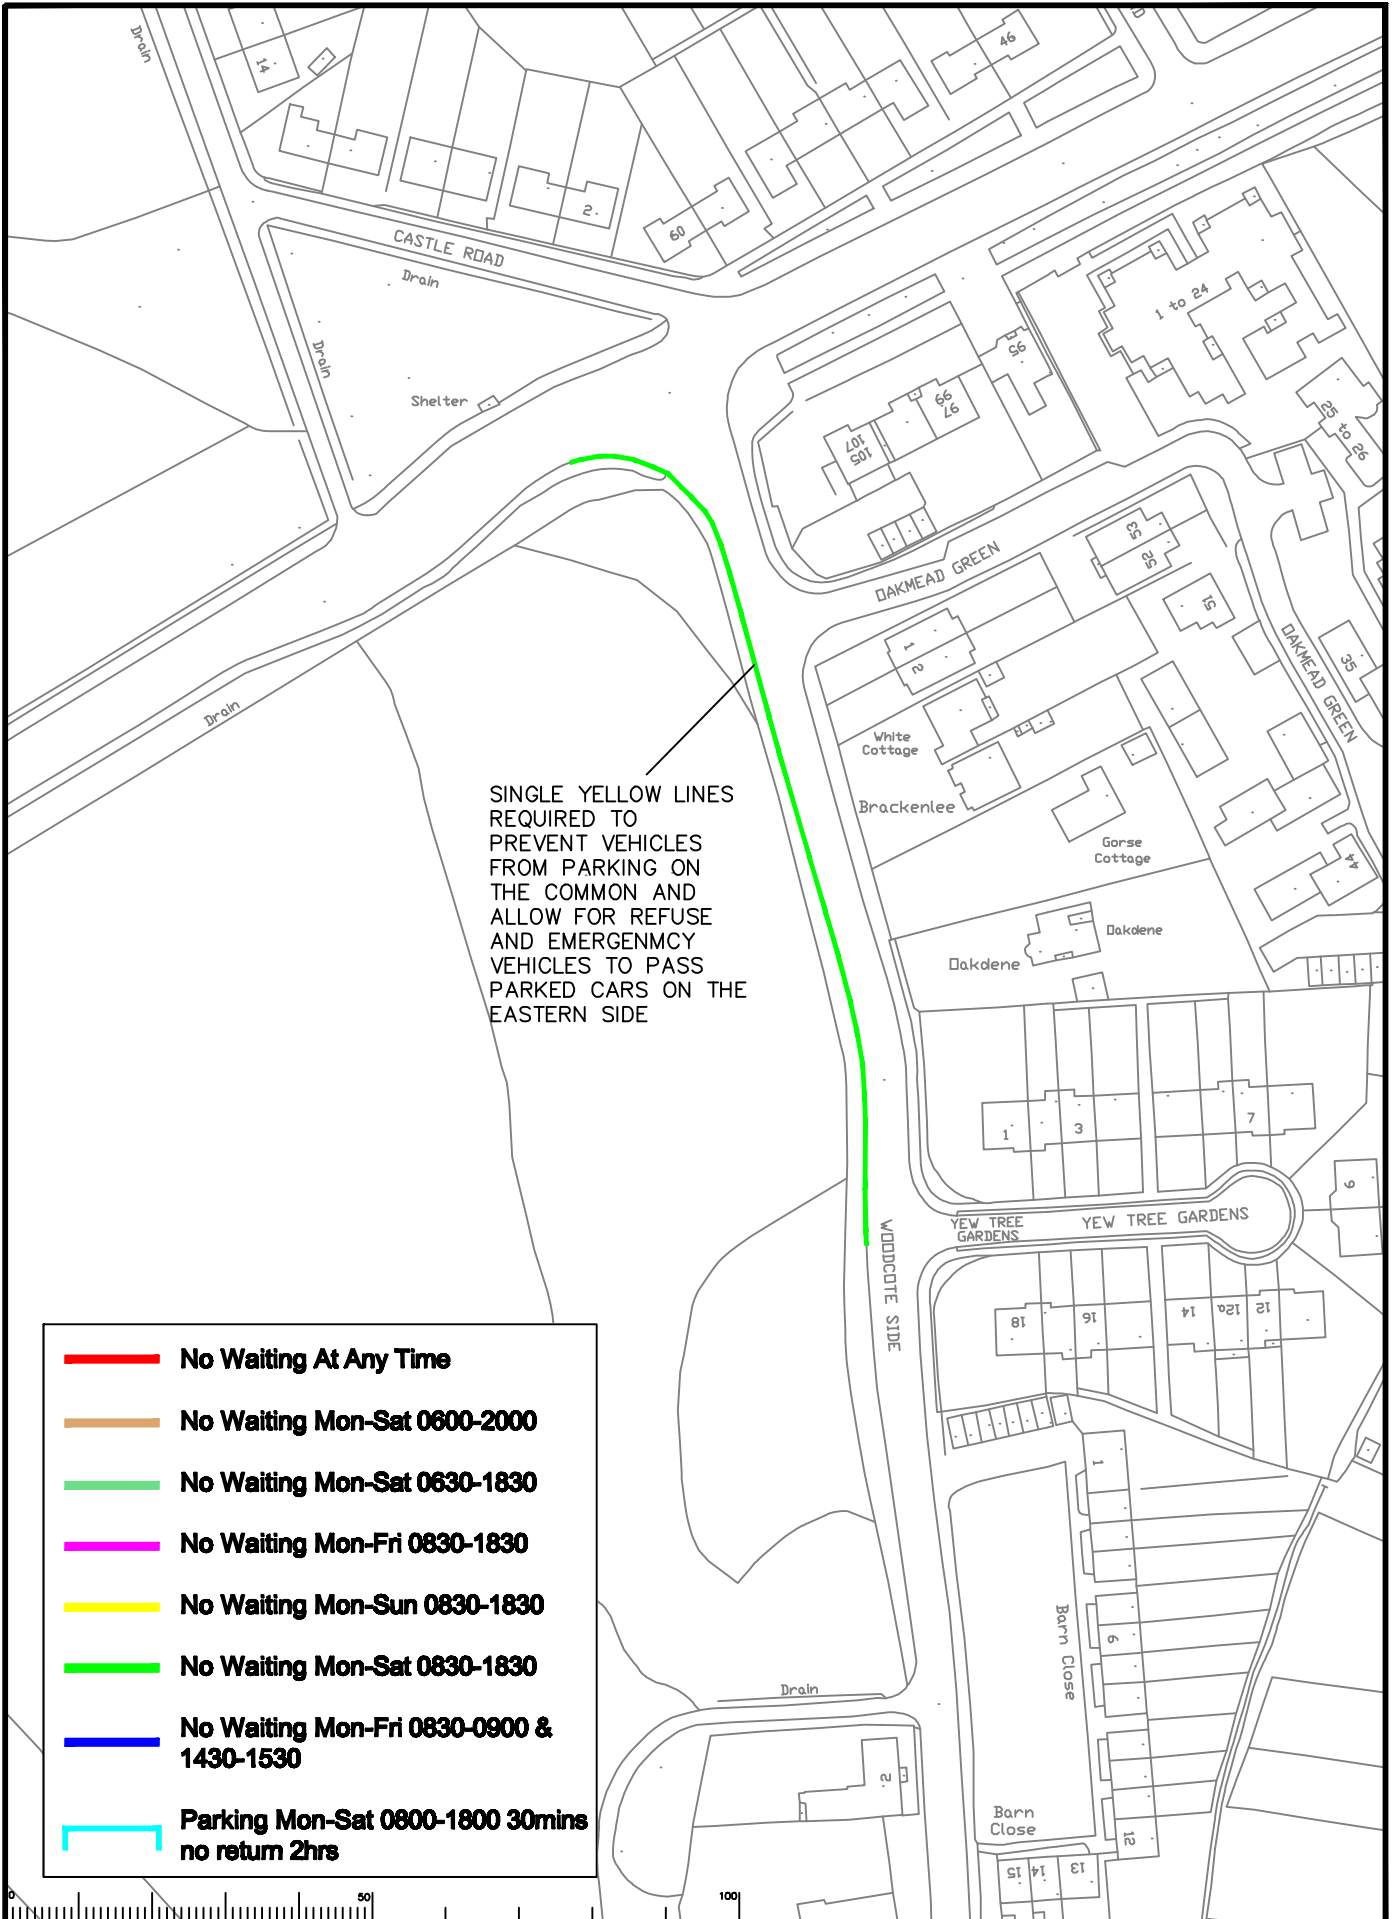 Drain
14
46
2
60
CASTLE ROAD
Drain
Drain
Shelter
1 to 24
95
99
97
107
105
25 to 26
53
52
OAKMEAD GREEN
51
1
2
OAKMEAD GREEN
35
Drain
White
Cottage
Brackenlee
SINGLE YELLOW LINES
REQUIRED TO
PREVENT VEHICLES
FROM PARKING ON
THE COMMON AND
ALLOW FOR REFUSE
AND EMERGENMCY
VEHICLES TO PASS
PARKED CARS ON THE
EASTERN SIDE
Gorse
Cottage
44
Oakdene
Oakdene
1
3
7
9
YEW TREE
GARDENS
YEW TREE GARDENS
WOODCOTE SIDE
18
16
14
12a
12
No Waiting At Any Time
No Waiting Mon-Sat 0600-2000
No Waiting Mon-Sat 0630-1830
No Waiting Mon-Fri 0830-1830
No Waiting Mon-Sun 0830-1830
No Waiting Mon-Sat 0830-1830
No Waiting Mon-Fri 0830-0900 &
1430-1530
Parking Mon-Sat 0800-1800 30mins
no return 2hrs
1
6
Barn Close
Drain
2
Barn
Close
12
15
14
13
0
50
100